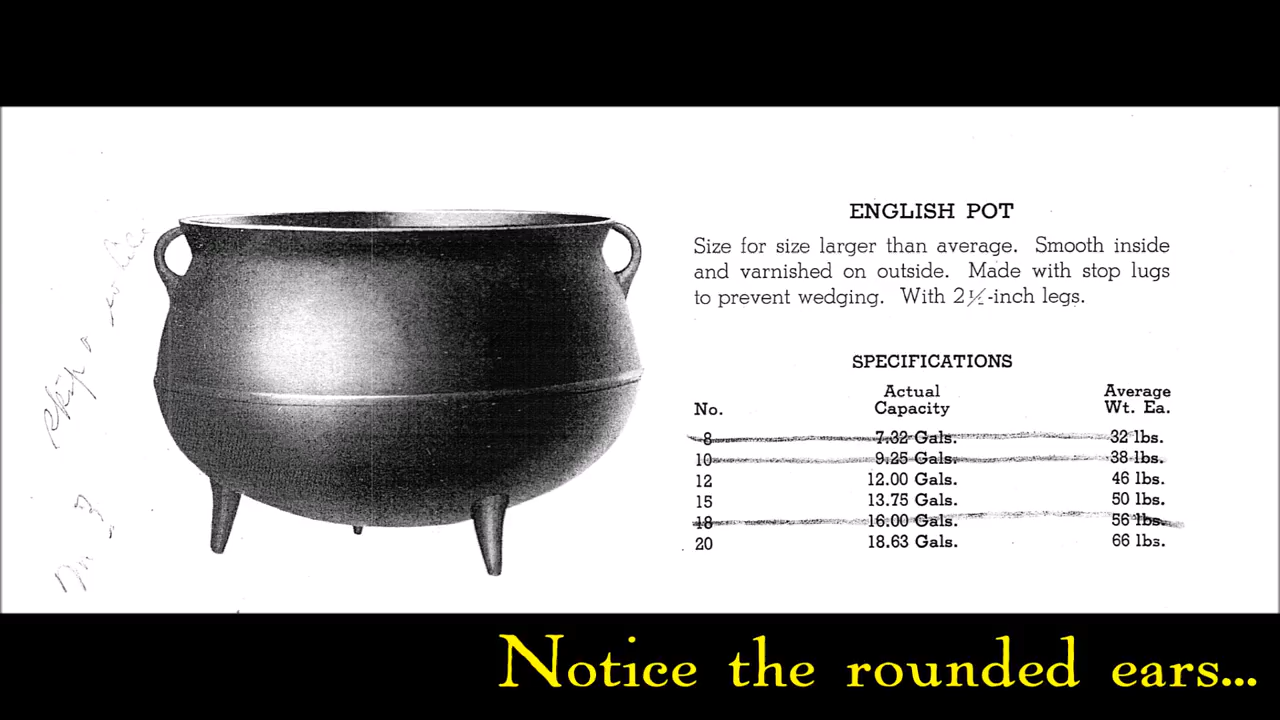 ENGLISH POT
Size for size larger than average. Smooth inside
and varnished on outside. Made with stop lugs
to prevent wedging. With 2½-inch legs.
SPECIFICATIONS
No. Actual Capacity Average Wt. Ea.
8 7.32 Gals. 32 lbs.
10 9.25 Gals. 38 lbs.
12 12.00 Gals. 46 lbs.
15 13.75 Gals. 50 lbs.
18 16.00 Gals. 56 lbs.
20 18.63 Gals. 66 lbs.
Notice the rounded ears...